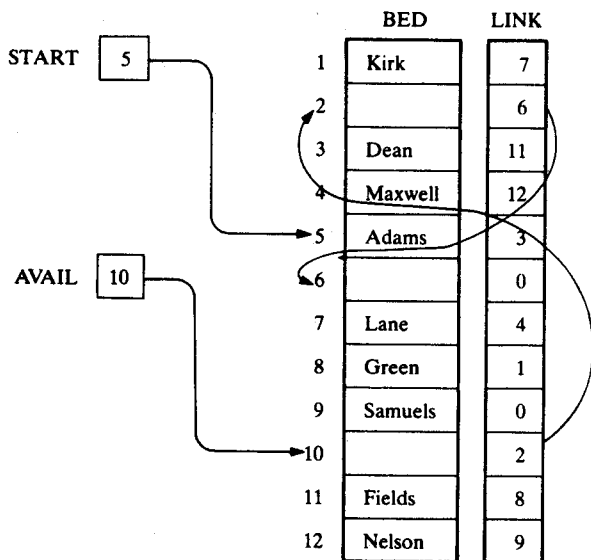 BED LINK
START 5
1 Kirk 7
2 6
3 Dean 11
4 Maxwell 12
5 Adams 3
AVAIL 10
6 0
7 Lane 4
8 Green 1
9 Samuels 0
10 2
11 Fields 8
12 Nelson 9